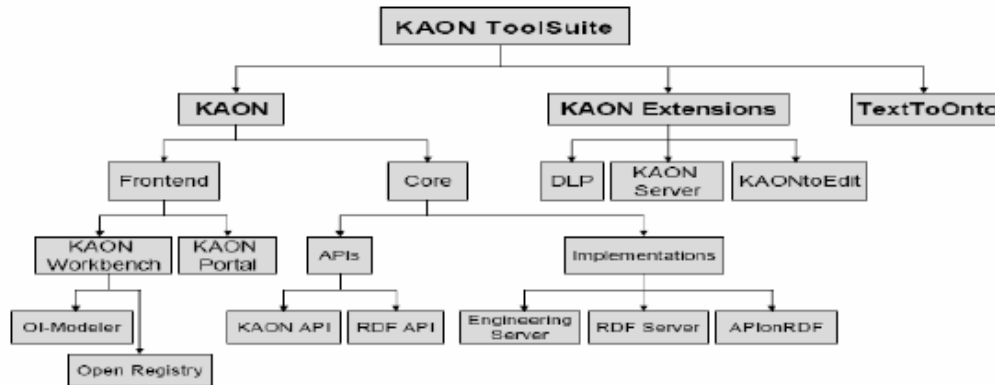 KAON ToolSuite
KAON
KAON Extensions
TextToOnto
Frontend
Core
DLP
KAON
Server
KAONtoEdit
KAON
Workbench
KAON
Portal
APIs
Implementations
OI-Modeler
KAON API
RDF API
Engineering
Server
RDF Server
APIonRDF
Open Registry